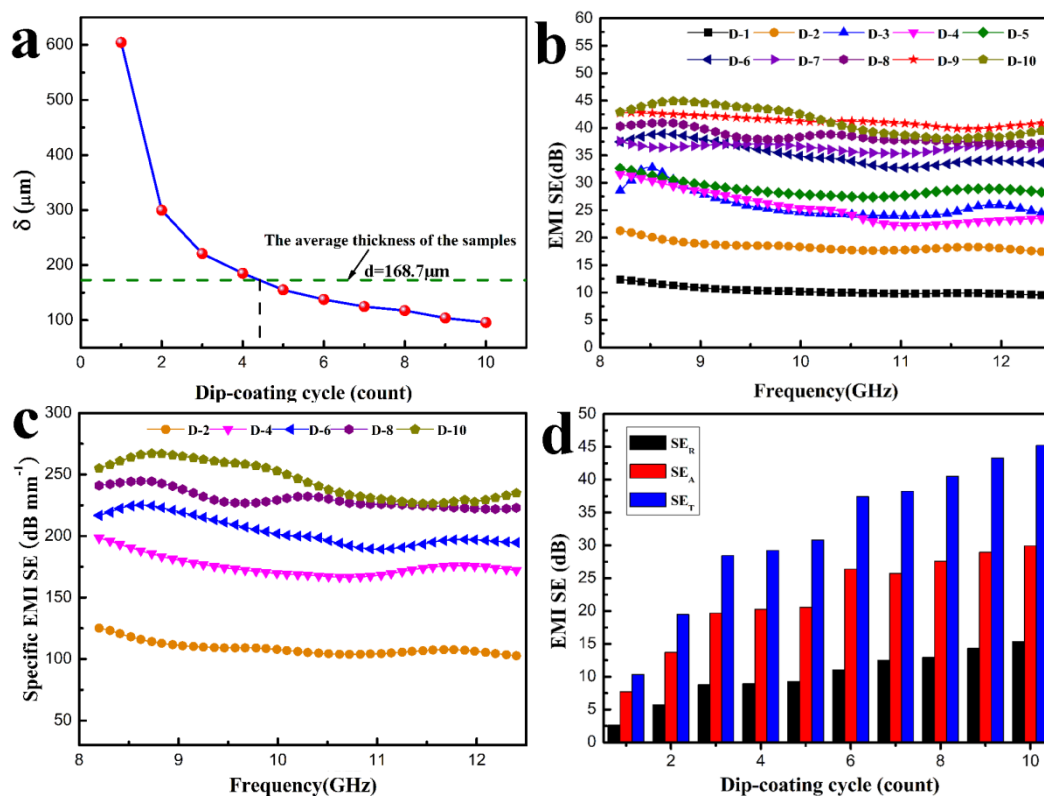 a
600
500
400
300
200
100
δ (μm)
The average thickness of the samples
d=168.7μm
0 2 4 6 8 10
Dip-coating cycle (count)
b
60
55
50
45
40
35
30
25
20
15
10
5
0
EMI SE(dB)
D-1 D-2 D-3 D-4 D-5
D-6 D-7 D-8 D-9 D-10
8 9 10 11 12
Frequency(GHz)
c
300
250
200
150
100
50
Specific EMI SE (dB mm⁻¹)
D-2 D-4 D-6 D-8 D-10
8 9 10 11 12
Frequency(GHz)
d
50
45
40
35
30
25
20
15
10
5
0
EMI SE (dB)
SE_R
SE_A
SE_T
2 4 6 8 10
Dip-coating cycle (count)